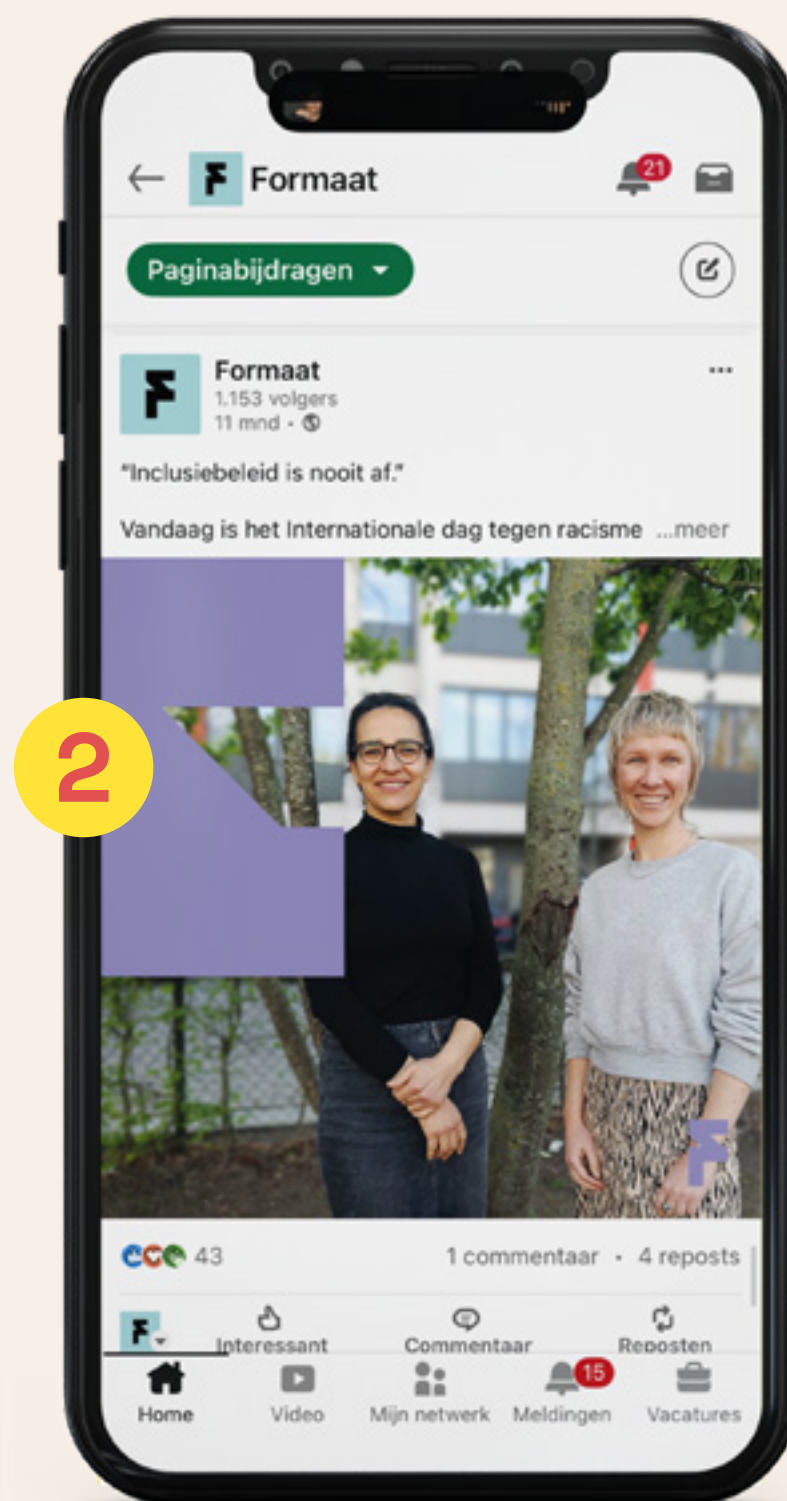 Formaat
21
Paginabijdragen
Formaat
1.153 volgers
11 mnd •
"Inclusiebeleid is nooit af."
Vandaag is het Internationale dag tegen racisme ...meer
2
43 1 commentaar • 4 reposts
Interessant Commentaar Reposten
15
Home Video Mijn netwerk Meldingen Vacatures